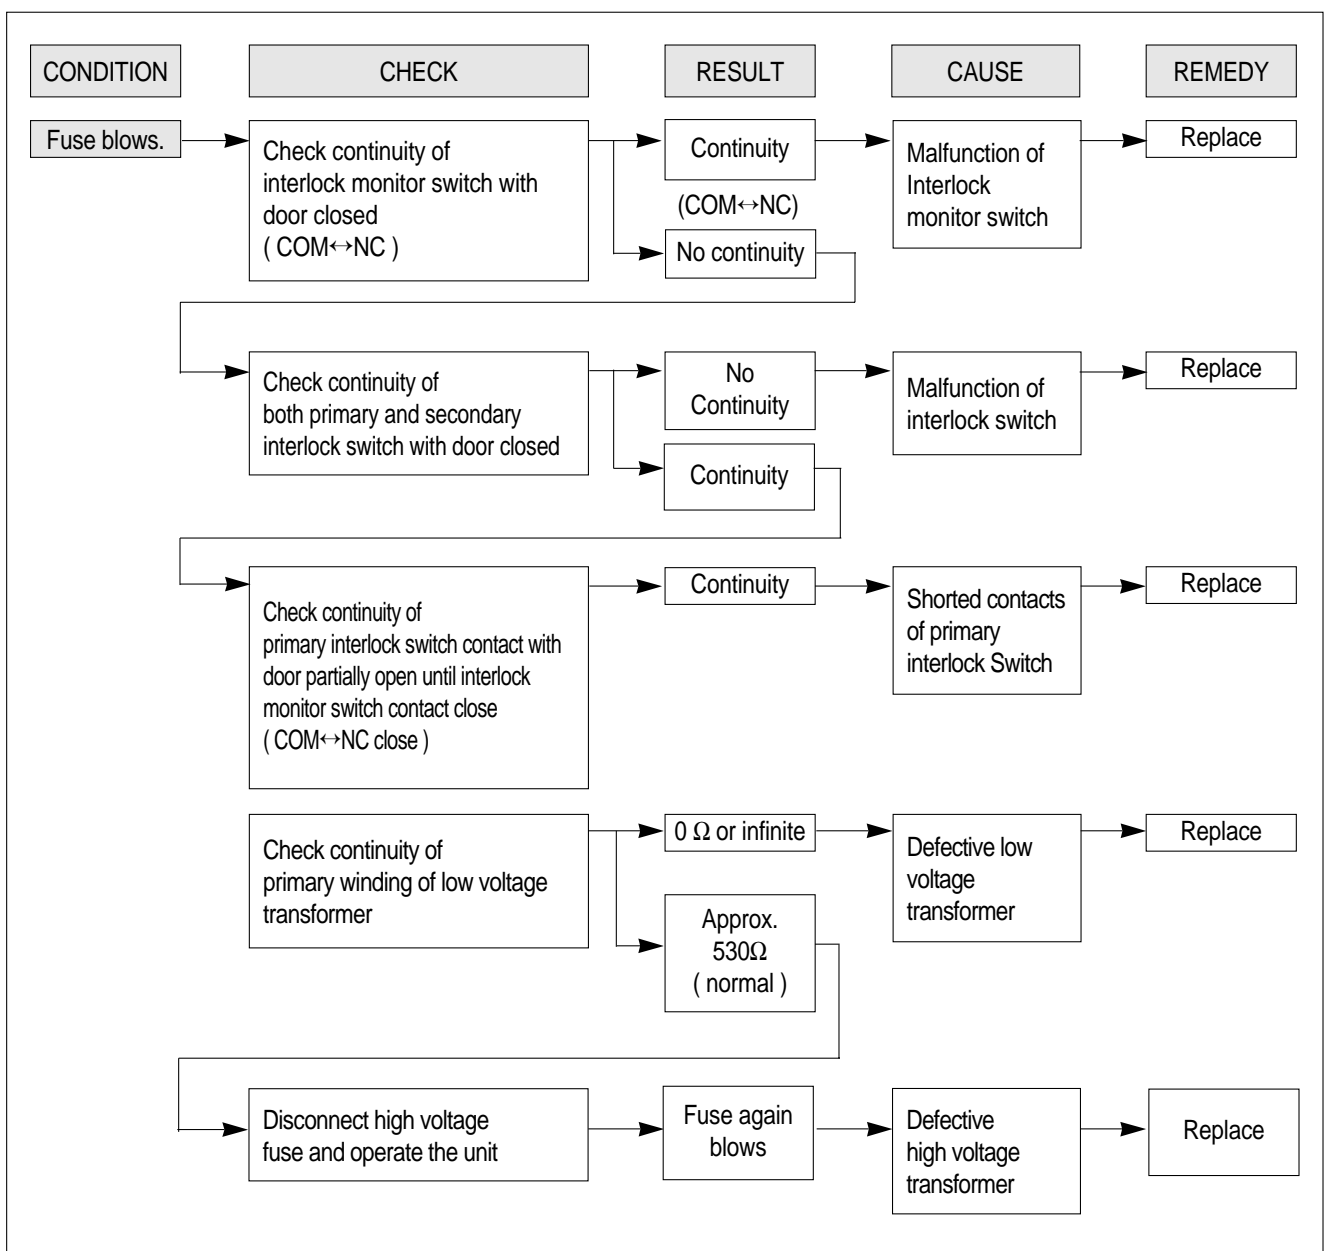 CONDITION
CHECK
RESULT
CAUSE
REMEDY
Fuse blows.
Check continuity of
interlock monitor switch with
door closed
( COM↔NC )
Continuity
(COM↔NC)
No continuity
Malfunction of
Interlock
monitor switch
Replace
Check continuity of
both primary and secondary
interlock switch with door closed
No
Continuity
Continuity
Malfunction of
interlock switch
Replace
Check continuity of
primary interlock switch contact with
door partially open until interlock
monitor switch contact close
( COM↔NC close )
Continuity
Shorted contacts
of primary
interlock Switch
Replace
Check continuity of
primary winding of low voltage
transformer
0 Ω or infinite
Approx.
530Ω
( normal )
Defective low
voltage
transformer
Replace
Disconnect high voltage
fuse and operate the unit
Fuse again
blows
Defective
high voltage
transformer
Replace